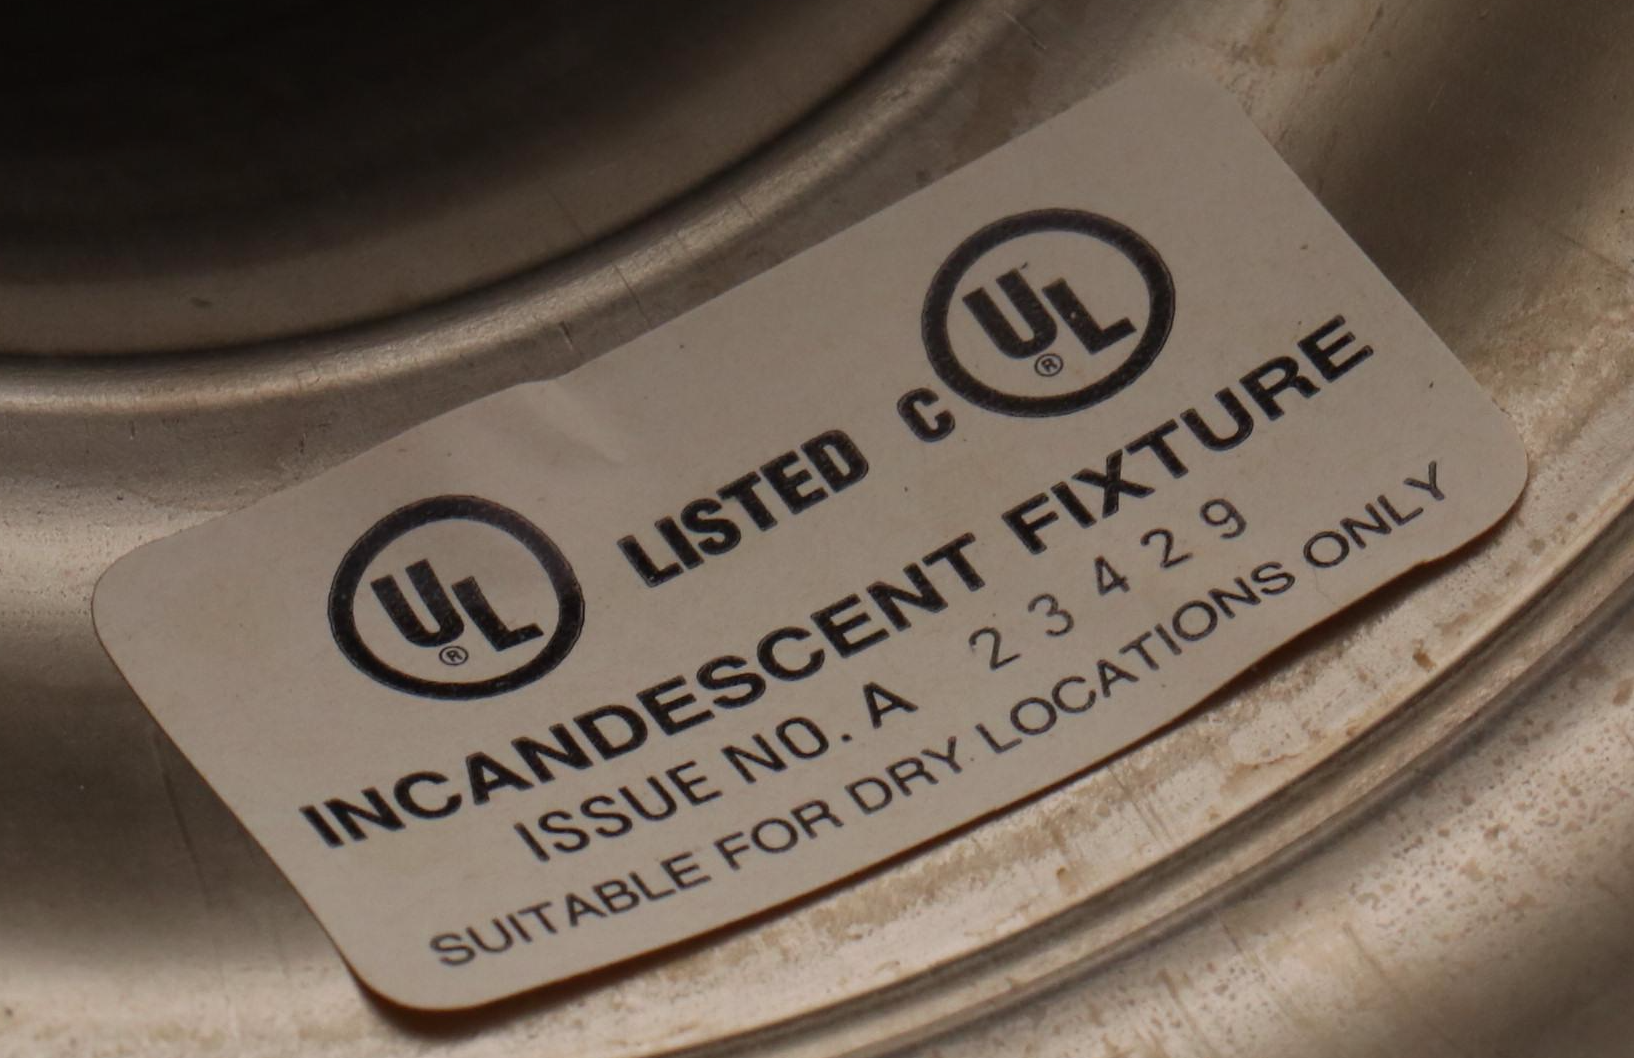 UL® LISTED C UL®
INCANDESCENT FIXTURE
ISSUE NO. A 23429
SUITABLE FOR DRY LOCATIONS ONLY